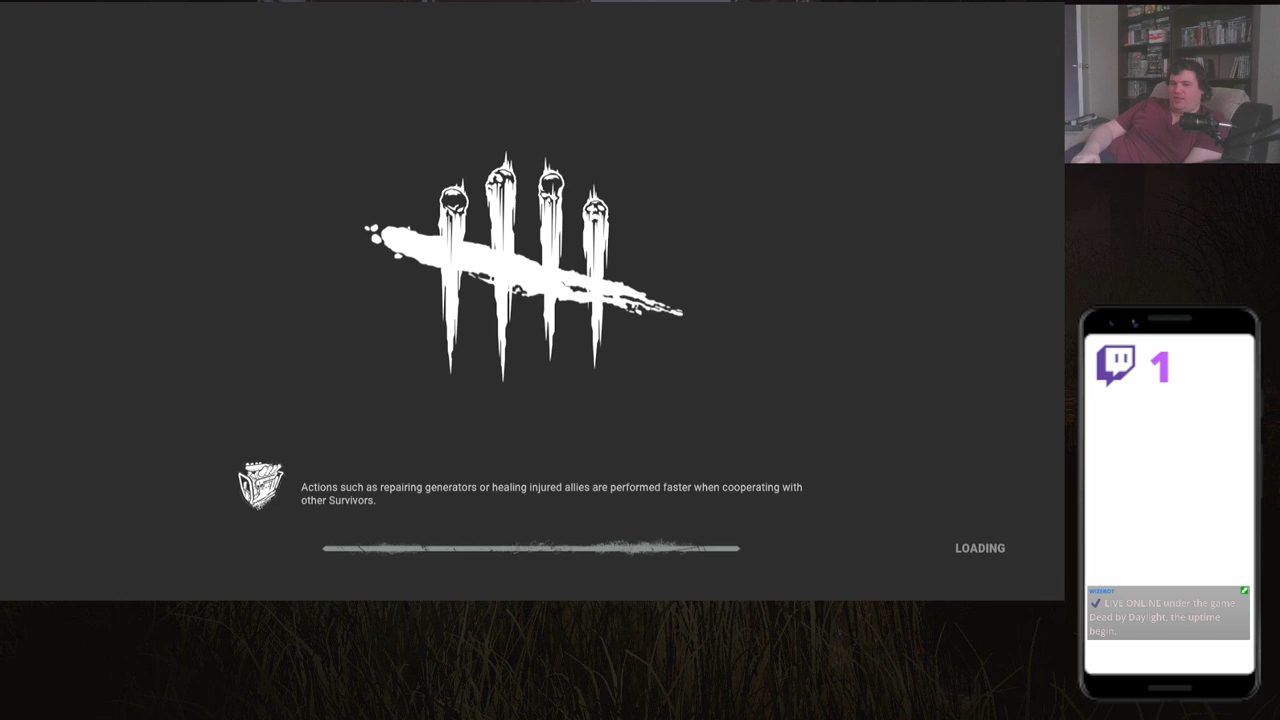 1
Actions such as repairing generators or healing injured allies are performed faster when cooperating with
other Survivors.
LOADING
WIZEBOT
LIVE ONLINE under the game
Dead by Daylight, the uptime
begin.